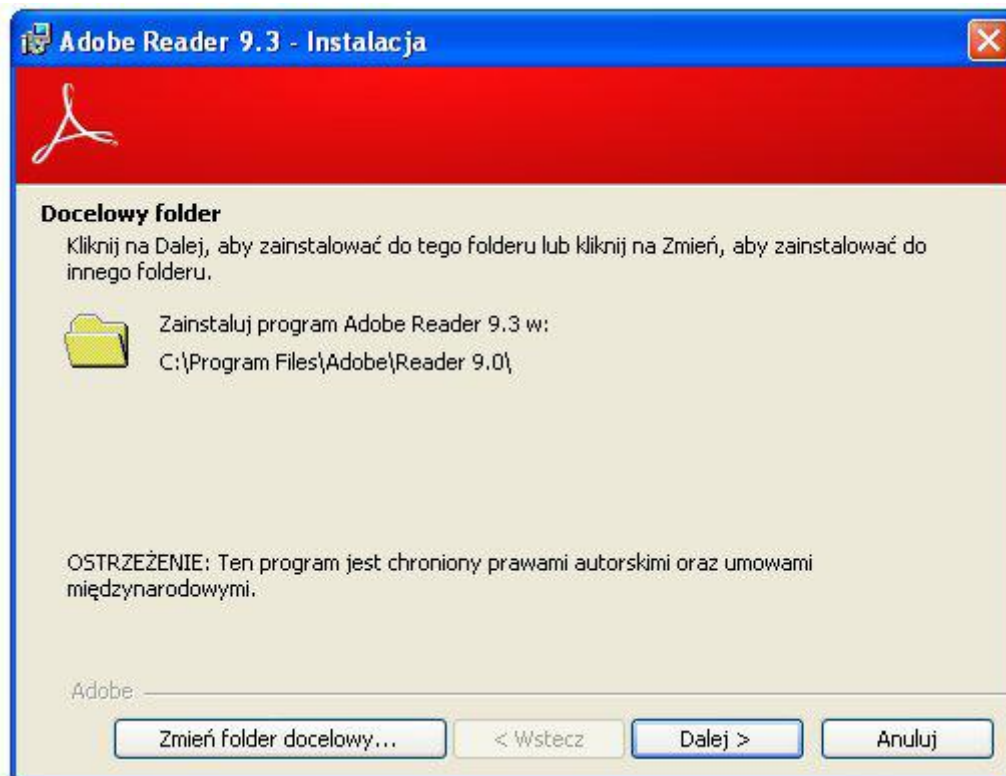 Adobe Reader 9.3 - Instalacja
Docelowy folder
Kliknij na Dalej, aby zainstalować do tego folderu lub kliknij na Zmień, aby zainstalować do
innego folderu.
Zainstaluj program Adobe Reader 9.3 w:
C:\Program Files\Adobe\Reader 9.0\
OSTRZEŻENIE: Ten program jest chroniony prawami autorskimi oraz umowami
międzynarodowymi.
Adobe
Zmień folder docelowy... < Wstecz Dalej > Anuluj